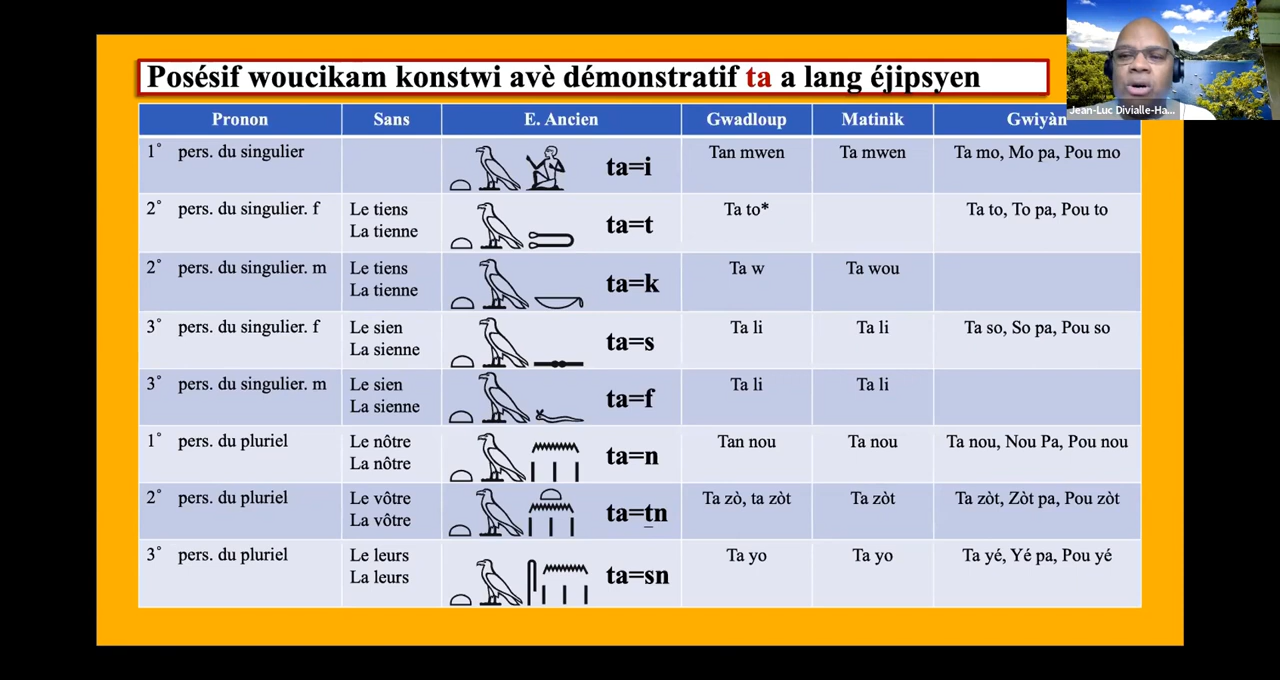 Posésif woucikam konstwi avè démonstratif ta a lang éjipsyen
Jean-Luc Divialle-Ha...
Pronon Sans E. Ancien Gwadloup Matinik Gwiyàn
1° pers. du singulier ta=i Tan mwen Ta mwen Ta mo, Mo pa, Pou mo
2° pers. du singulier. f Le tiens ta=t Ta to* Ta to, To pa, Pou to
La tienne
2° pers. du singulier. m Le tiens ta=k Ta w Ta wou
La tienne
3° pers. du singulier. f Le sien ta=s Ta li Ta li Ta so, So pa, Pou so
La sienne
3° pers. du singulier. m Le sien ta=f Ta li Ta li
La sienne
1° pers. du pluriel Le nôtre ta=n Tan nou Ta nou Ta nou, Nou Pa, Pou nou
La nôtre
2° pers. du pluriel Le vôtre ta=ṯn Ta zò, ta zòt Ta zòt Ta zòt, Zòt pa, Pou zòt
La vôtre
3° pers. du pluriel Le leurs ta=sn Ta yo Ta yo Ta yé, Yé pa, Pou yé
La leurs